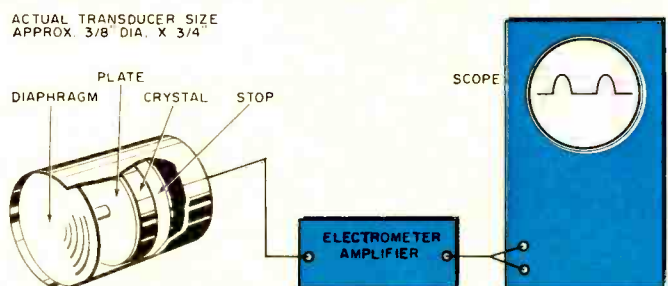 ACTUAL TRANSDUCER SIZE
APPROX. 3/8" DIA. X 3/4"
PLATE
DIAPHRAGM
CRYSTAL
STOP
SCOPE
ELECTROMETER
AMPLIFIER